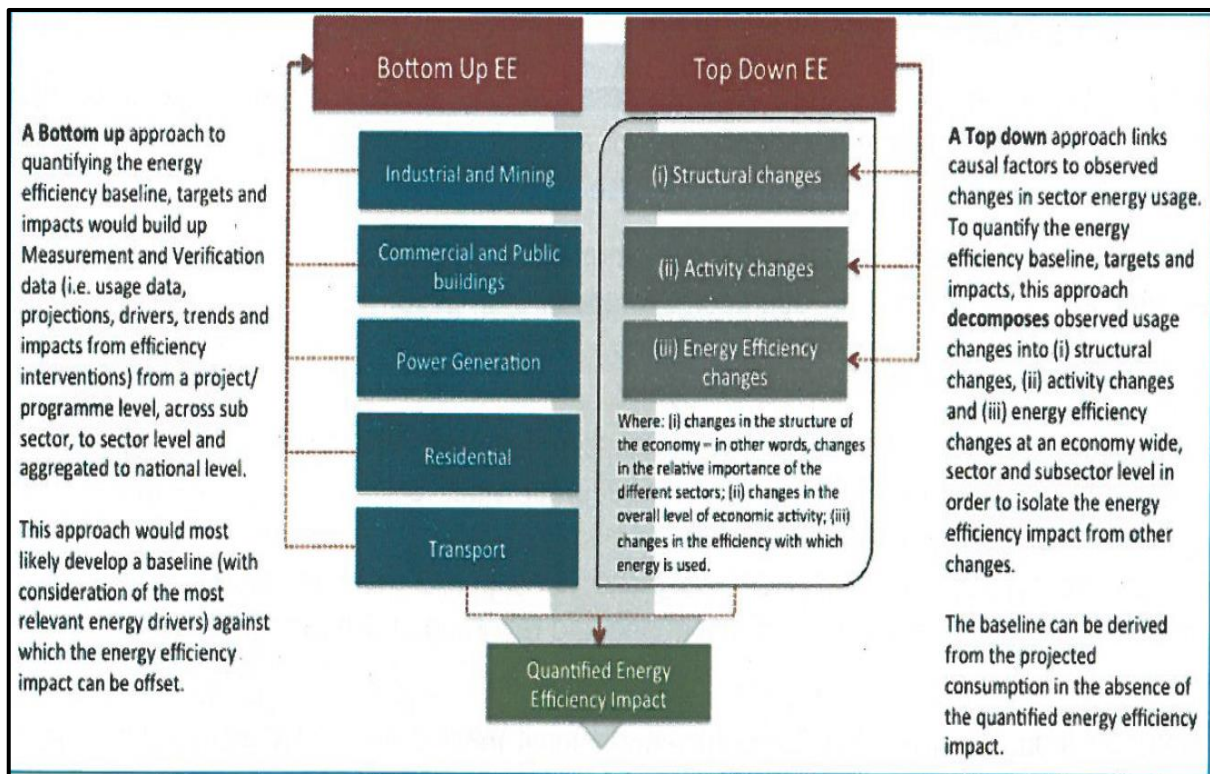 Bottom Up EE
Top Down EE
A Bottom up approach to
quantifying the energy
efficiency baseline, targets and
impacts would build up
Measurement and Verification
data (i.e. usage data,
projections, drivers, trends and
impacts from efficiency
interventions) from a project/
programme level, across sub
sector, to sector level and
aggregated to national level.
This approach would most
likely develop a baseline (with
consideration of the most
relevant energy drivers) against
which the energy efficiency
impact can be offset.
Industrial and Mining
Commercial and Public
buildings
Power Generation
Residential
Transport
(i) Structural changes
(ii) Activity changes
(iii) Energy Efficiency
changes
Where: (i) changes in the structure of
the economy – in other words, changes
in the relative importance of the
different sectors; (ii) changes in the
overall level of economic activity; (iii)
changes in the efficiency with which
energy is used.
A Top down approach links
causal factors to observed
changes in sector energy usage.
To quantify the energy
efficiency baseline, targets and
impacts, this approach
decomposes observed usage
changes into (i) structural
changes, (ii) activity changes
and (iii) energy efficiency
changes at an economy wide,
sector and subsector level in
order to isolate the energy
efficiency impact from other
changes.
The baseline can be derived
from the projected
consumption in the absence of
the quantified energy efficiency
impact.
Quantified Energy
Efficiency Impact